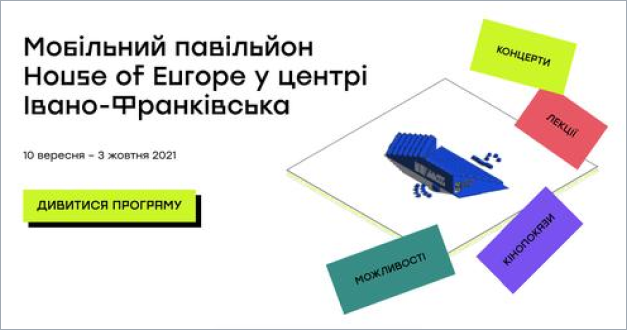 Мобільний павільйон
House of Europe у центрі
Івано-Франківська
10 вересня – 3 жовтня 2021
ДИВИТИСЯ ПРОГРАМУ
КОНЦЕРТИ
ЛЕКЦІЇ
КІНОПОКАЗИ
МОЖЛИВОСТІ